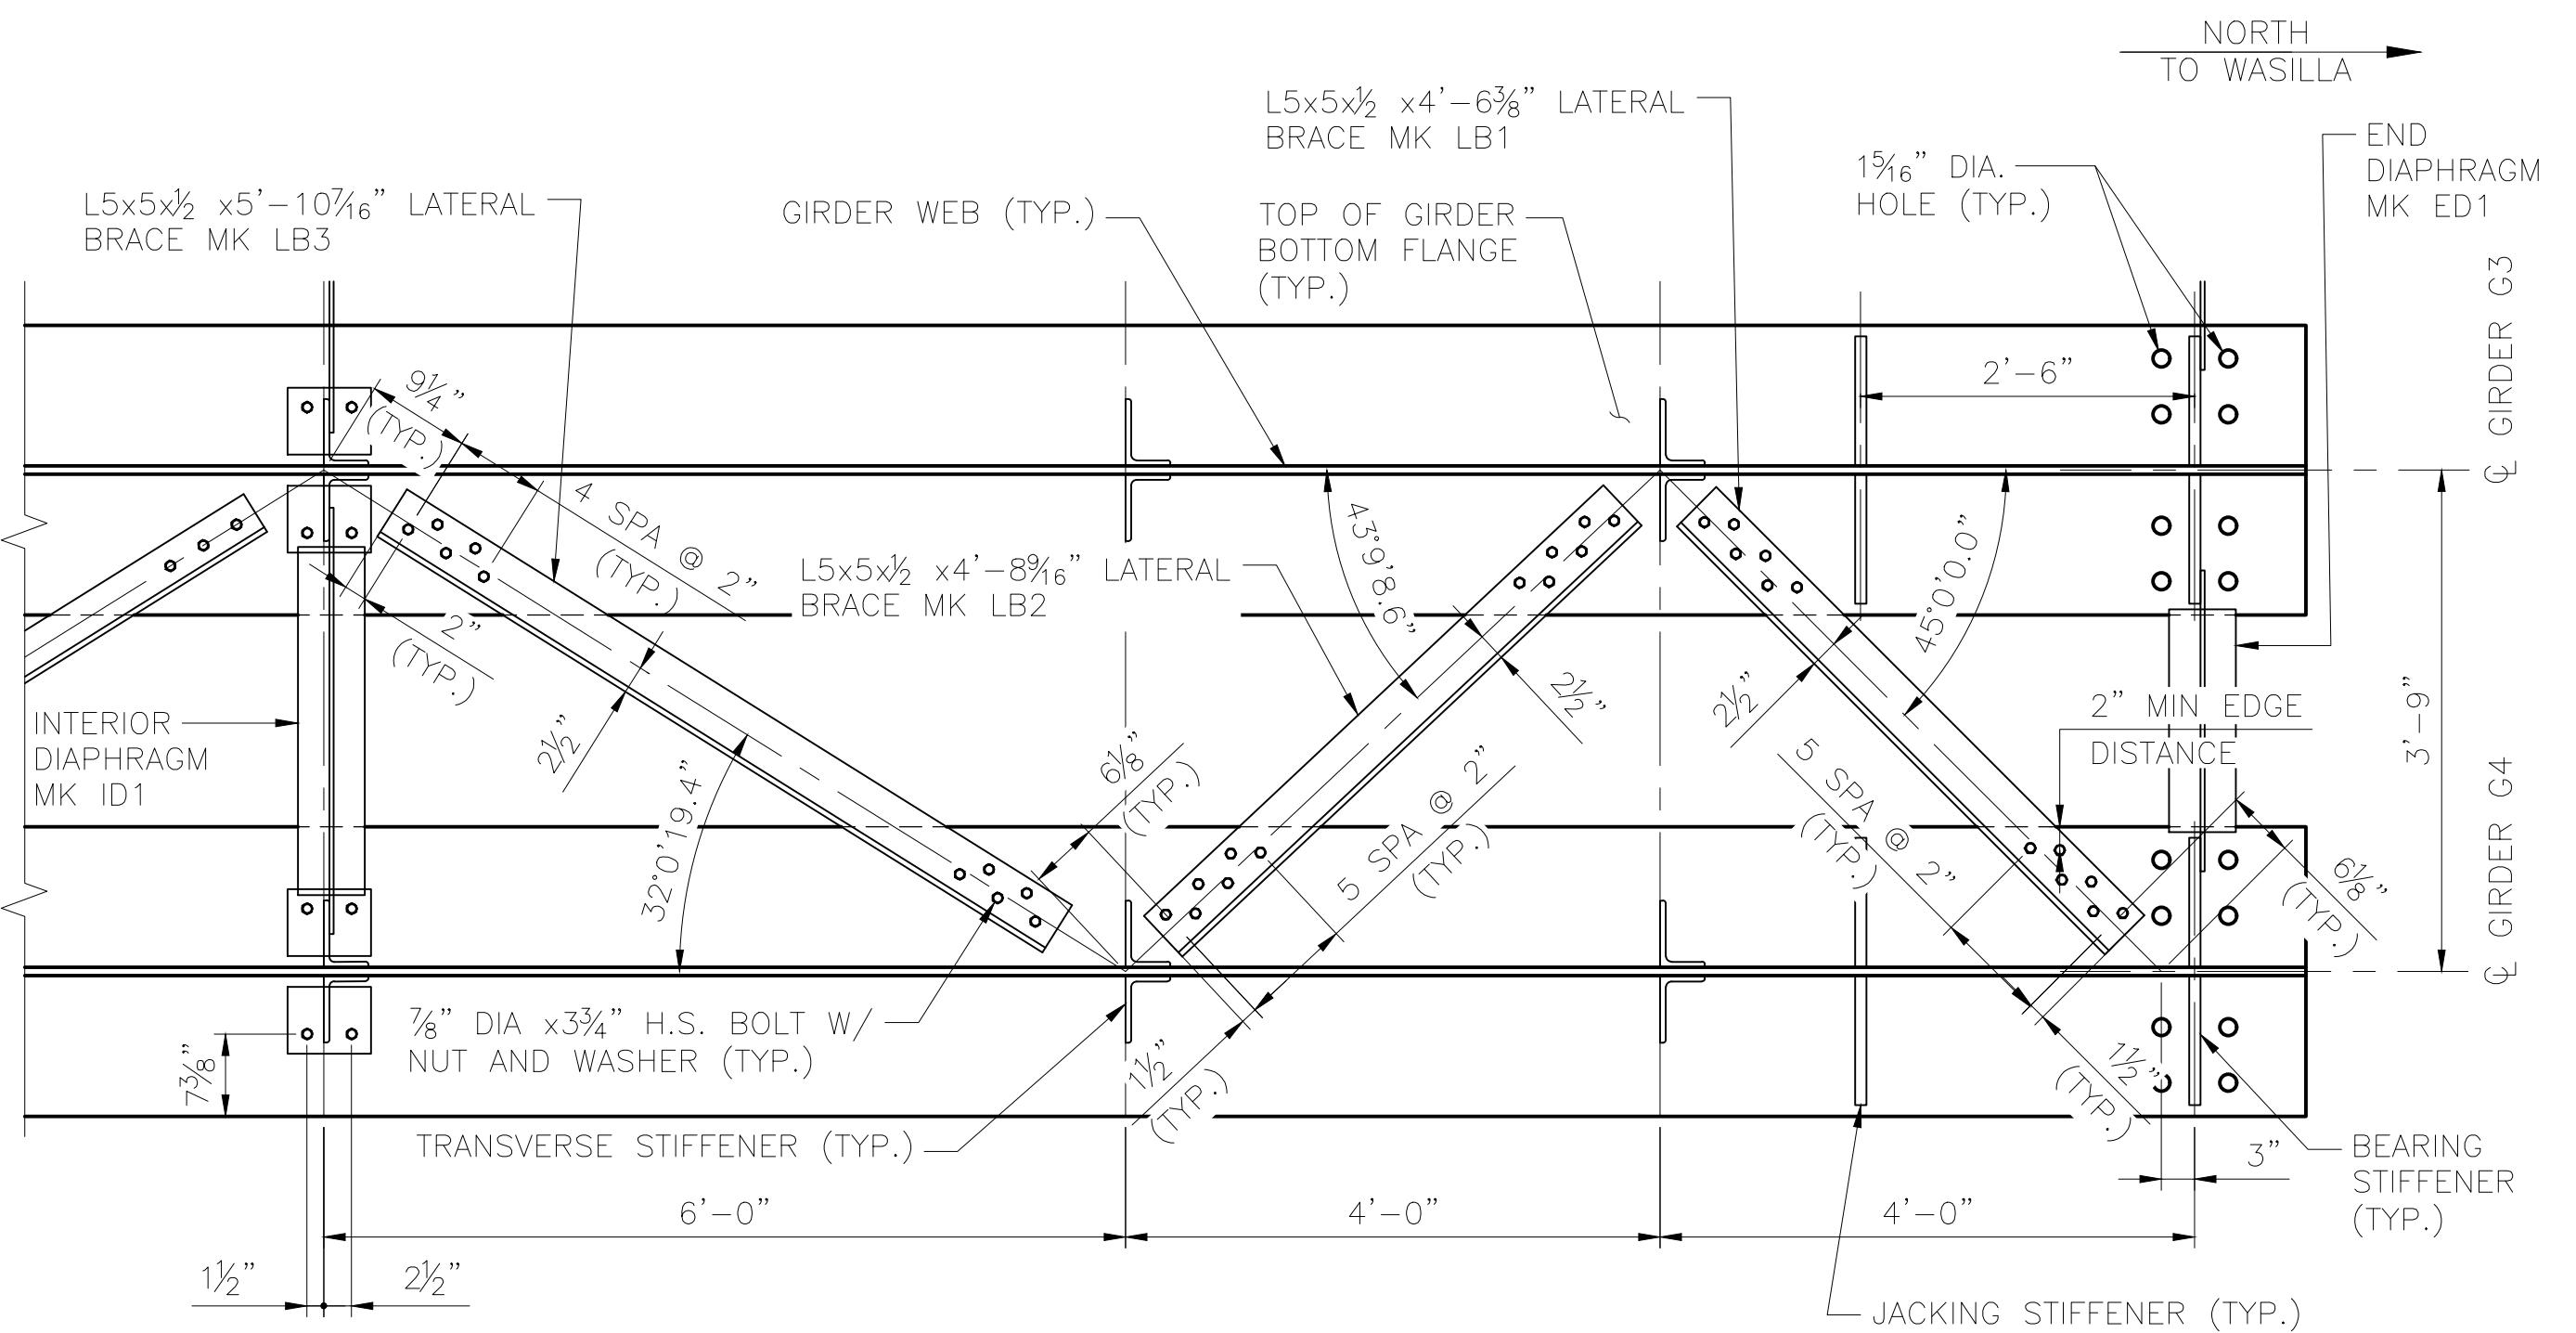 NORTH
TO WASILLA
L5x5x½ x4'-6⅜" LATERAL
BRACE MK LB1
END
DIAPHRAGM
MK ED1
1⁵⁄₁₆" DIA.
HOLE (TYP.)
L5x5x½ x5'-10⁷⁄₁₆" LATERAL
BRACE MK LB3
GIRDER WEB (TYP.)
TOP OF GIRDER
BOTTOM FLANGE
(TYP.)
℄ GIRDER G3
2'-6"
9¼"
(TYP.)
4 SPA @ 2"
(TYP.)
2"
(TYP.)
L5x5x½ x4'-8⁹⁄₁₆" LATERAL
BRACE MK LB2
43°9'8.6"
45°0'0.0"
2½"
2½"
2½"
INTERIOR
DIAPHRAGM
MK ID1
32°0'19.4"
6⅛"
(TYP.)
5 SPA @ 2"
(TYP.)
5 SPA @ 2"
(TYP.)
2" MIN EDGE
DISTANCE
3'-9"
6⅛"
(TYP.)
℄ GIRDER G4
⅞" DIA x3¾" H.S. BOLT W/
NUT AND WASHER (TYP.)
7⅜"
1½"
(TYP.)
1½"
(TYP.)
TRANSVERSE STIFFENER (TYP.)
3"
BEARING
STIFFENER
(TYP.)
6'-0"
4'-0"
4'-0"
1½"
2½"
JACKING STIFFENER (TYP.)